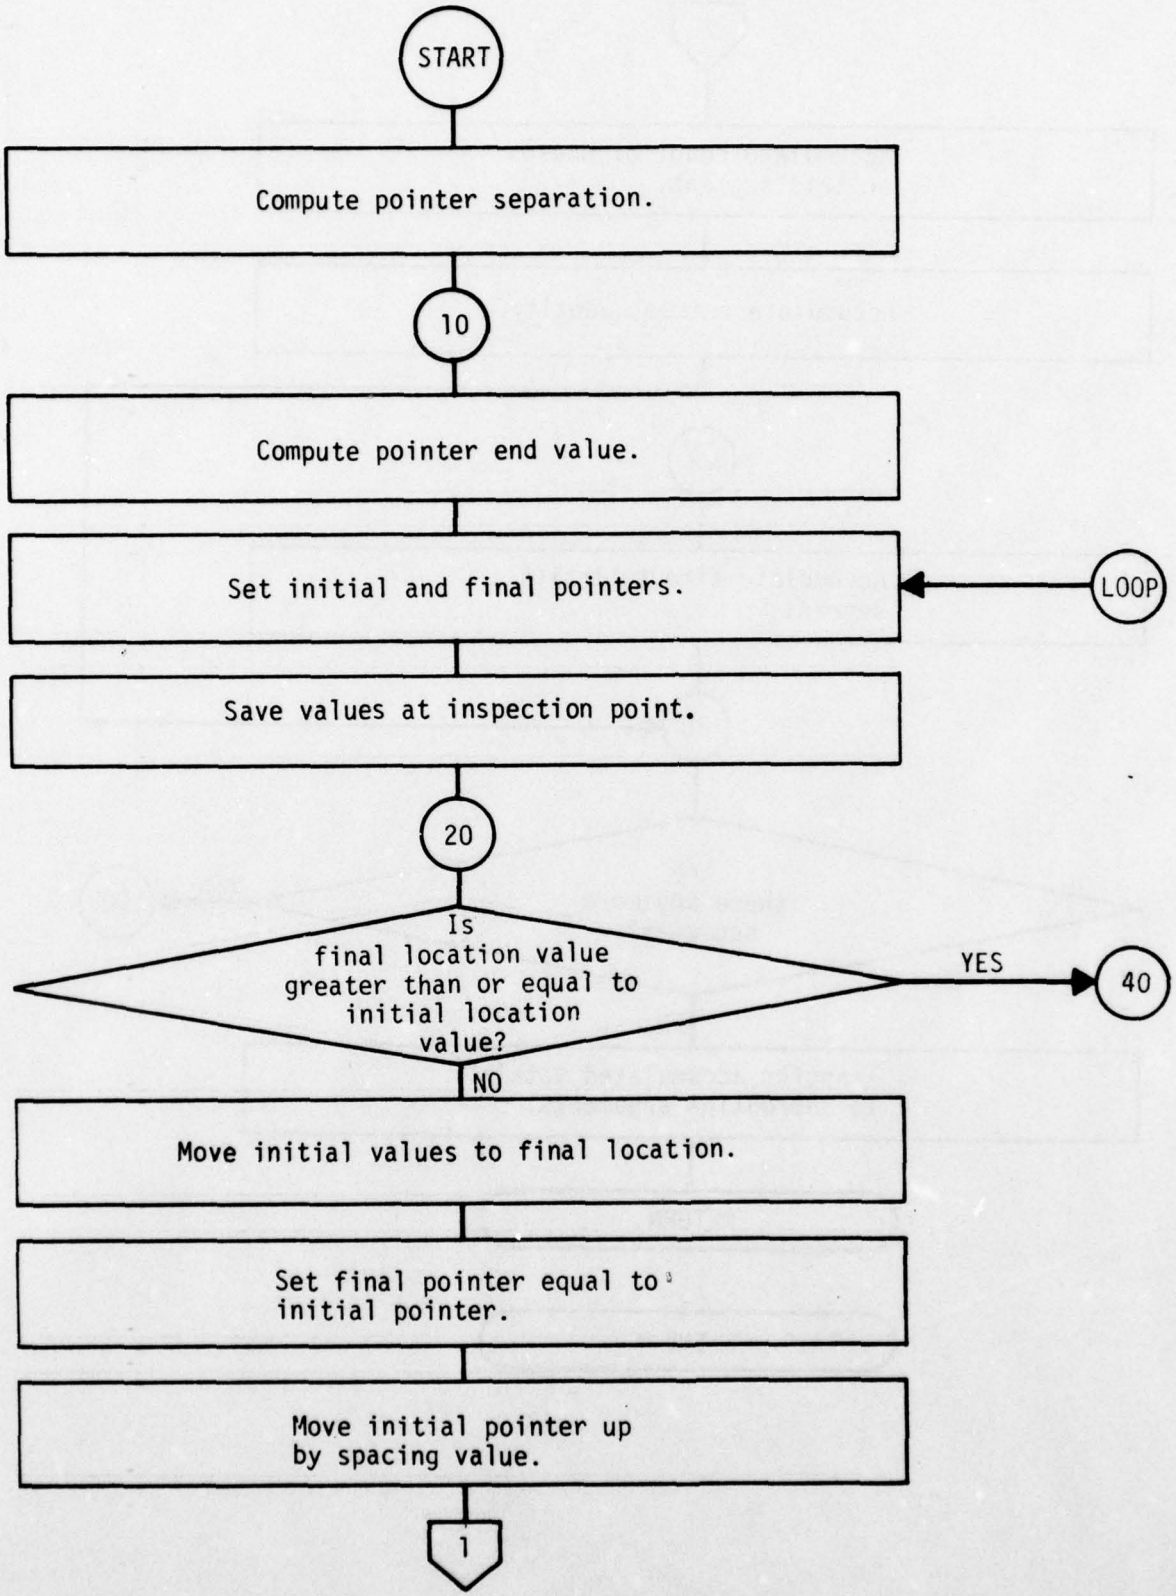 START
Compute pointer separation.
10
Compute pointer end value.
Set initial and final pointers.
LOOP
Save values at inspection point.
20
Is
final location value
greater than or equal to
initial location
value?
YES
40
NO
Move initial values to final location.
Set final pointer equal to
initial pointer.
Move initial pointer up
by spacing value.
1